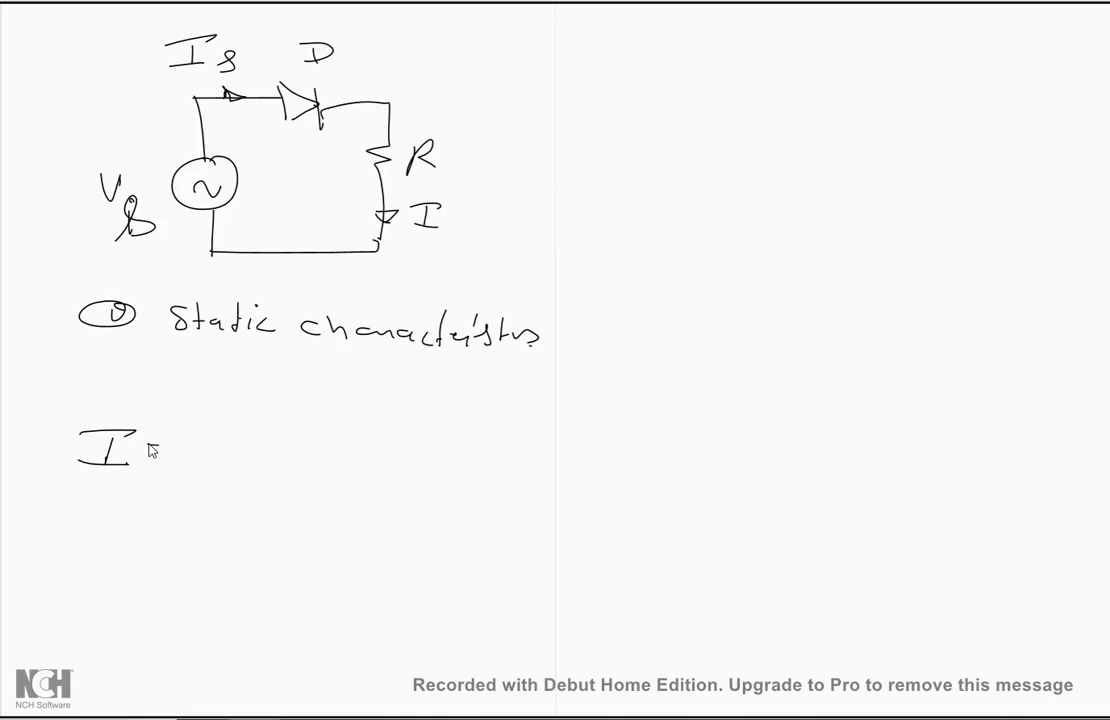 Is D
Vs
R
I
① static characteristics
I
NCH
NCH Software
Recorded with Debut Home Edition. Upgrade to Pro to remove this message